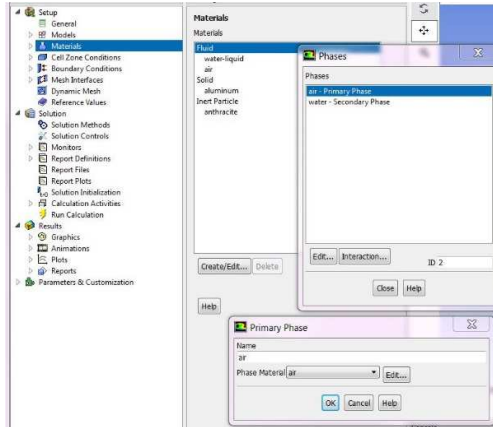 Setup
General
Models
Materials
Cell Zone Conditions
Boundary Conditions
Mesh Interfaces
Dynamic Mesh
Reference Values
Solution
Solution Methods
Solution Controls
Monitors
Report Definitions
Report Files
Report Plots
Solution Initialization
Calculation Activities
Run Calculation
Results
Graphics
Animations
Plots
Reports
Parameters & Customization
Materials
Materials
Fluid
water-liquid
air
Solid
aluminum
Inert Particle
anthracite
Create/Edit... Delete
Help
Phases
Phases
air - Primary Phase
water - Secondary Phase
Edit... Interaction... ID 2
Close Help
Primary Phase
Name
air
Phase Material air Edit...
OK Cancel Help